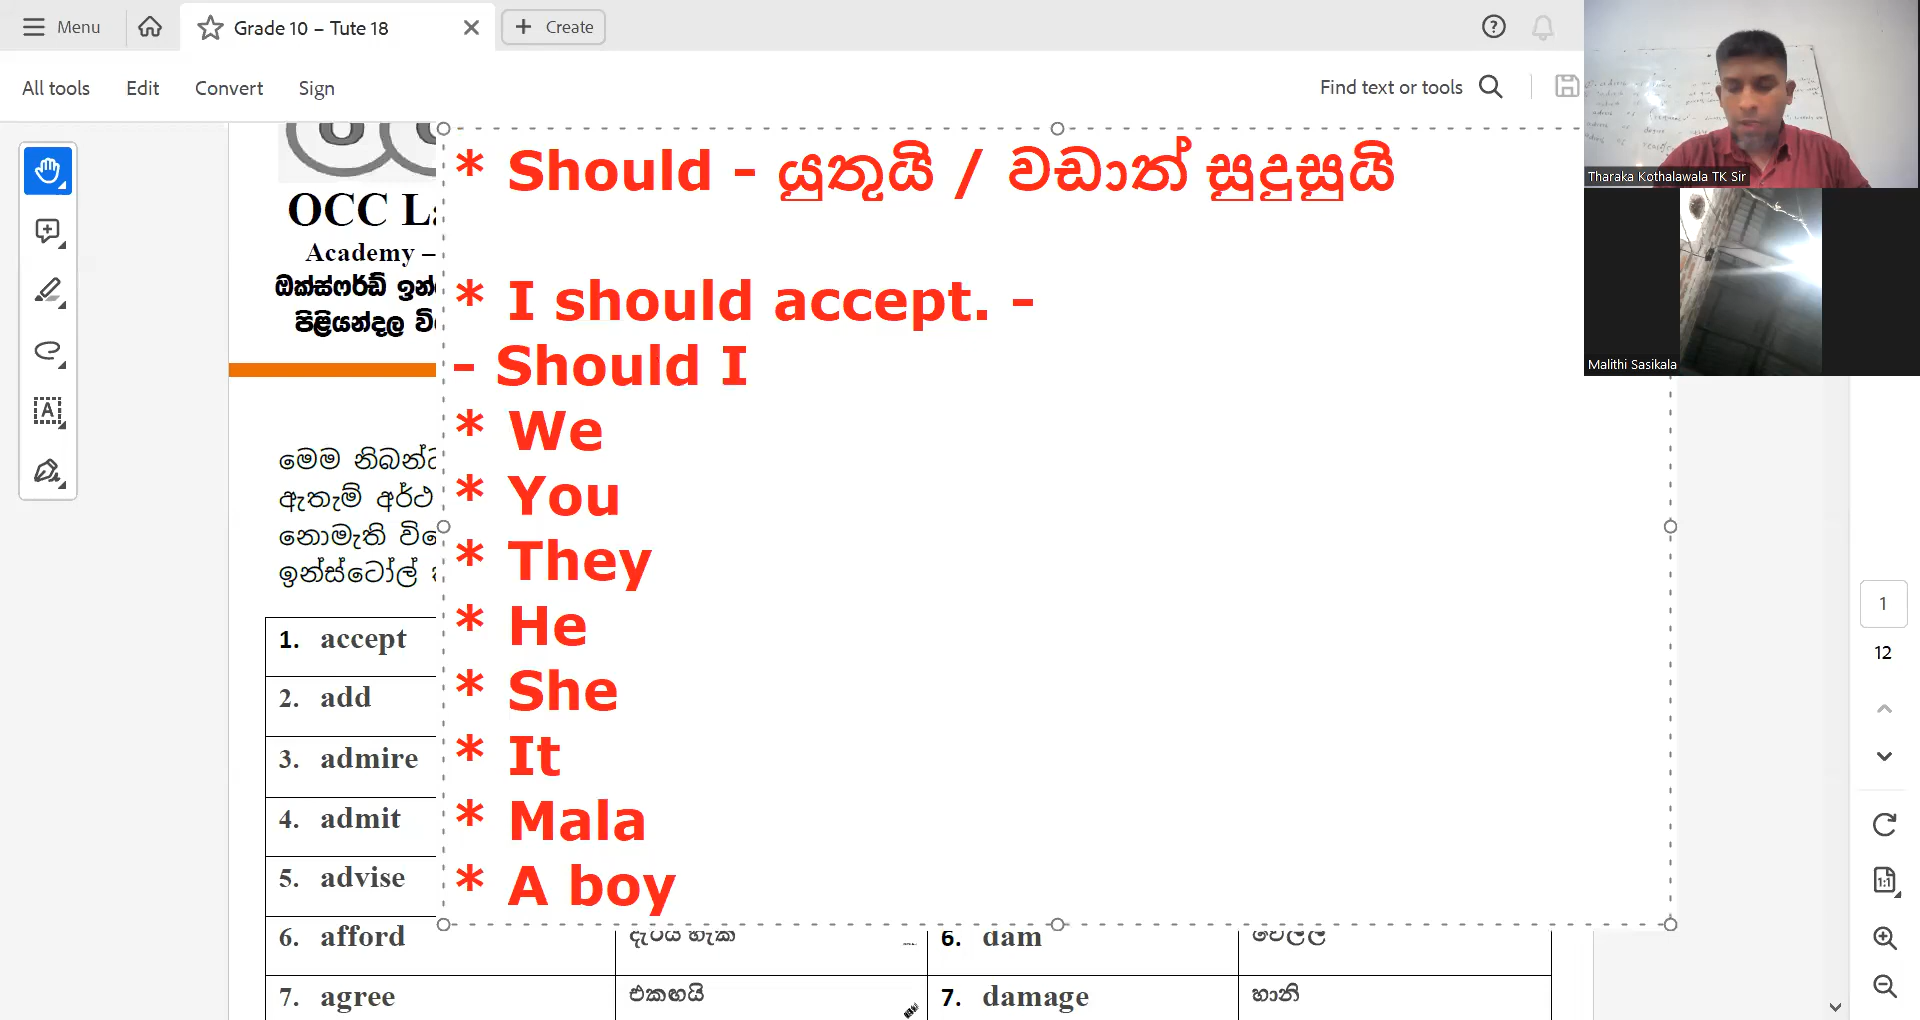 Menu
Grade 10 – Tute 18
Create
All tools
Edit
Convert
Sign
Find text or tools
Tharaka Kothalawala TK Sir
Malithi Sasikala
OCC
Academy –
ඔක්ස්ෆර්ඩ්
පිළියන්දල
* Should - යුතුයි / වඩාත් සුදුසුයි
* I should accept. -
- Should I
* We
* You
* They
* He
* She
* It
* Mala
* A boy
මෙම
ඇතැම්
නොමැති
ඉන්ස්ටෝල්
1. accept
2. add
3. admire
4. admit
5. advise
6. afford දැරිය හැක 6. dam වේල්ල
7. agree එකඟයි 7. damage හානි
1
12
1:1